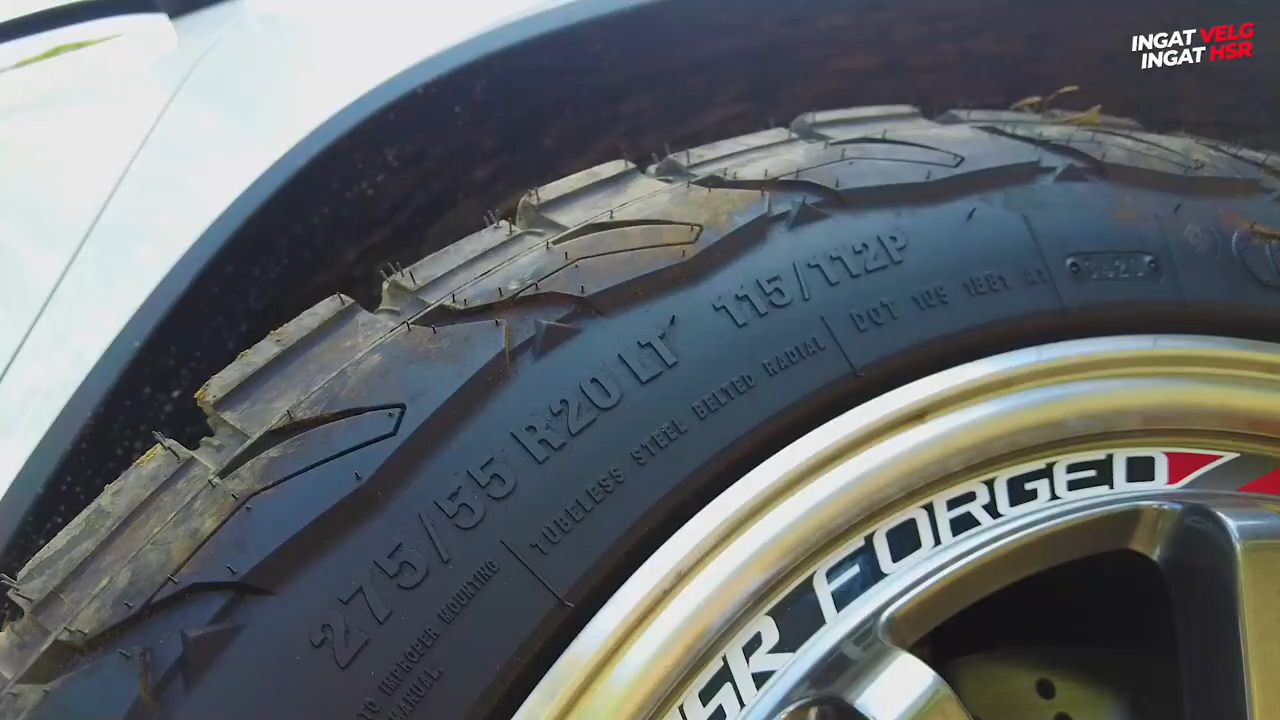 INGAT VELG
INGAT HSR
275/55 R20 LT 115/112P
TUBELESS STEEL BELTED RADIAL
DOT
TO IMPROPER MOUNTING
MANUAL
HSR FORGED